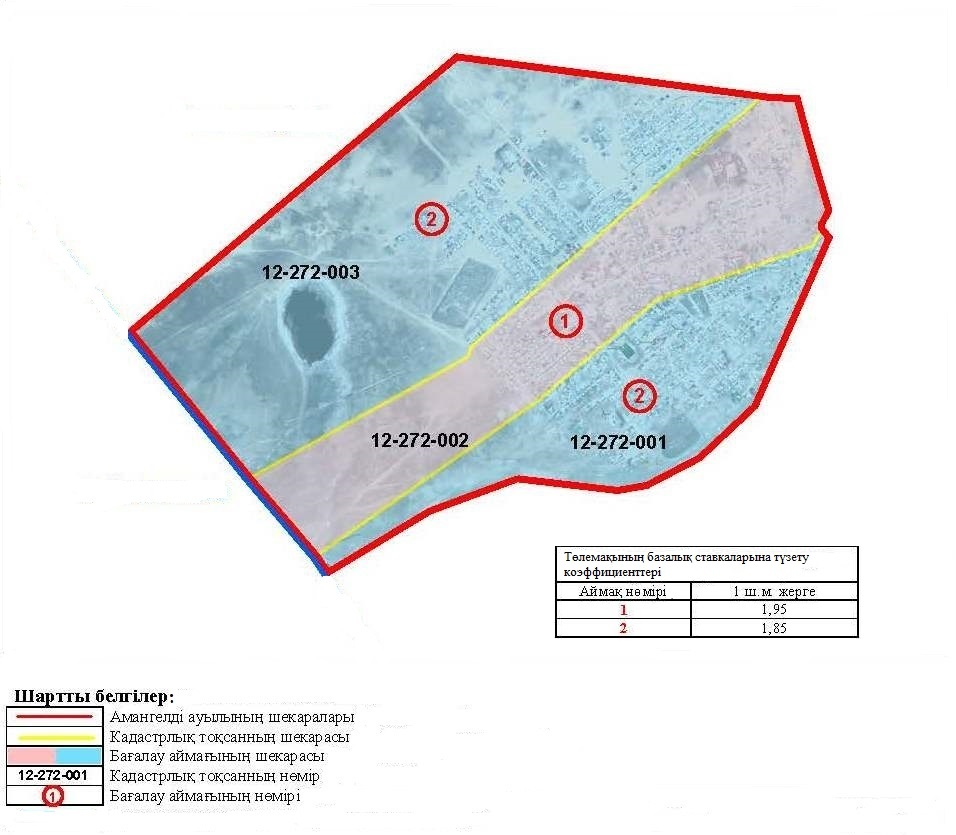 2
12-272-003
1
2
12-272-002
12-272-001
Төлемақының базалық ставкаларына түзету
коэффициенттері
Аймақ нөмірі 1 ш.м. жерге
1 1,95
2 1,85
Шартты белгілер:
Амангелді ауылының шекаралары
Кадастрлық тоқсанның шекарасы
Бағалау аймағының шекарасы
12-272-001 Кадастрлық тоқсанның нөмір
1 Бағалау аймағының нөмірі